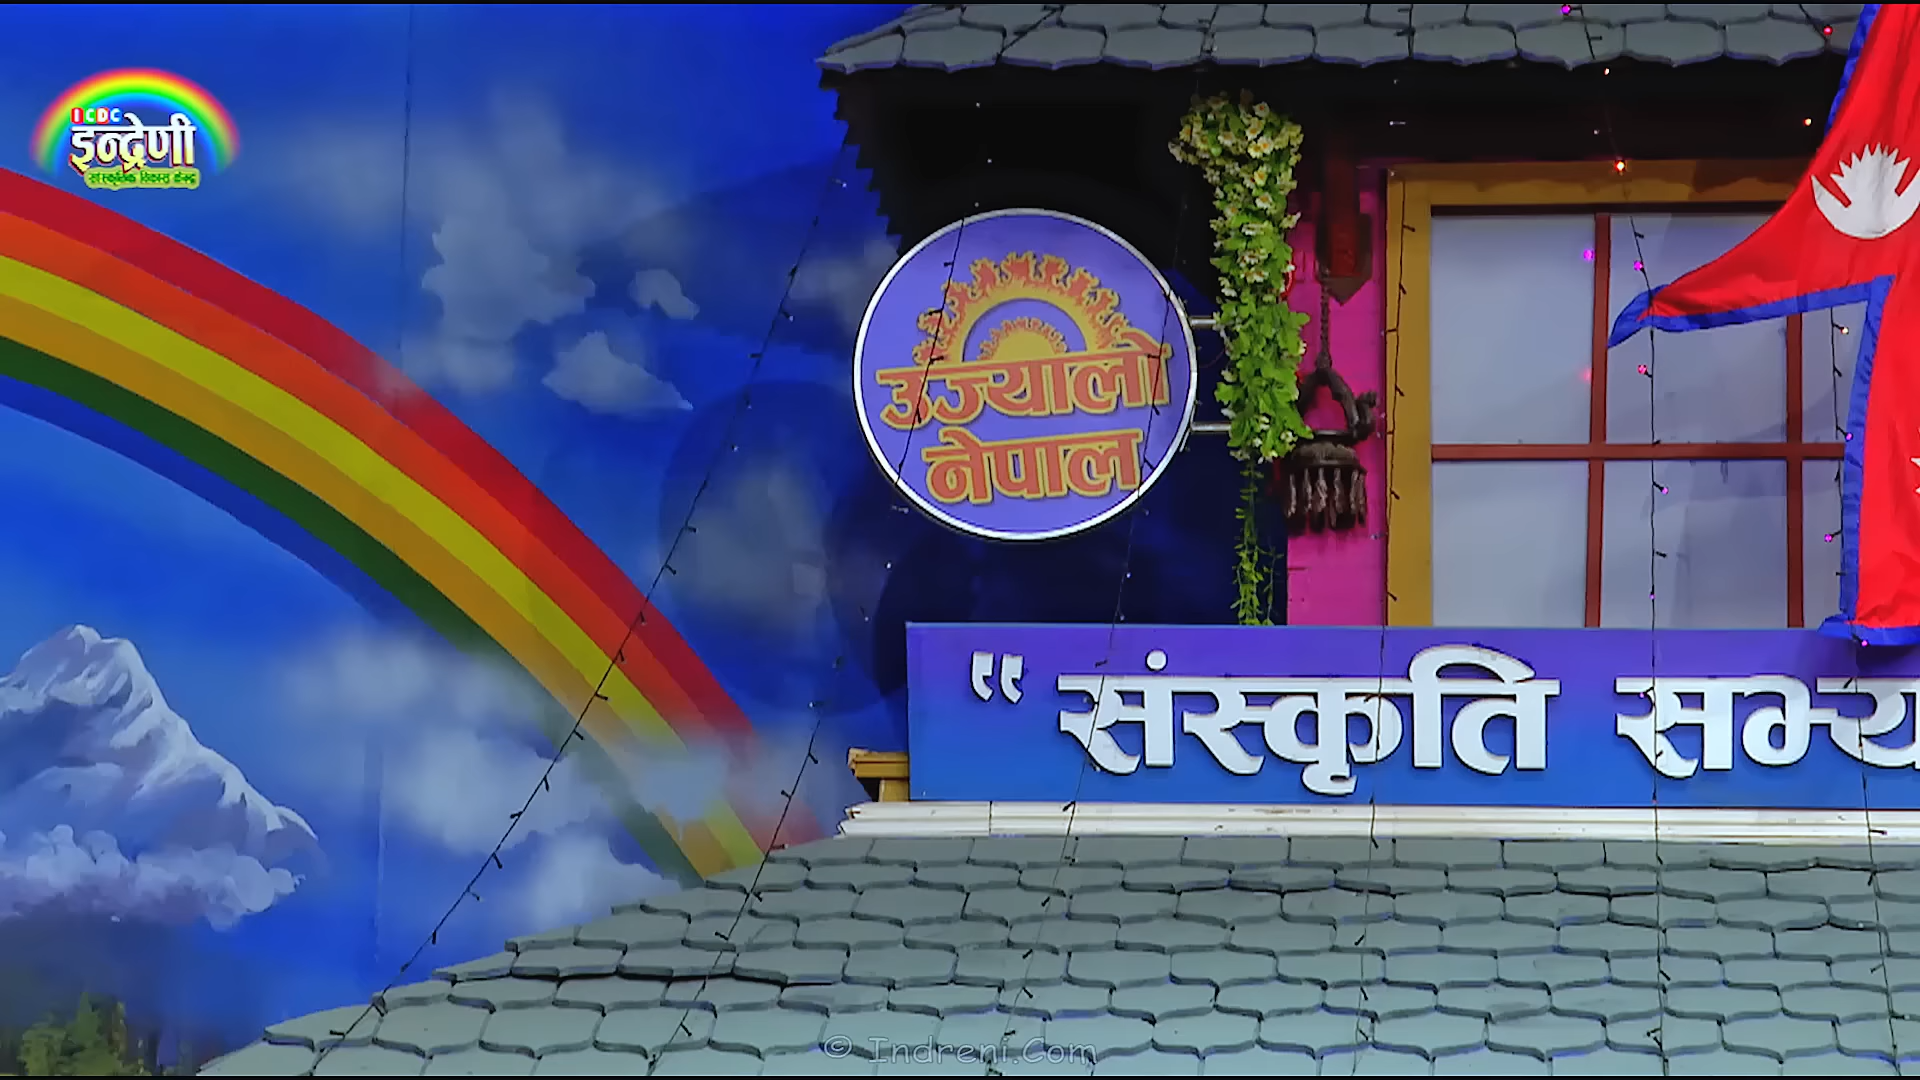 ICDC
इन्द्रेणी
सांस्कृतिक विकास केन्द्र
उज्यालो
नेपाल
“ संस्कृति सभ्य
© Indreni.Com